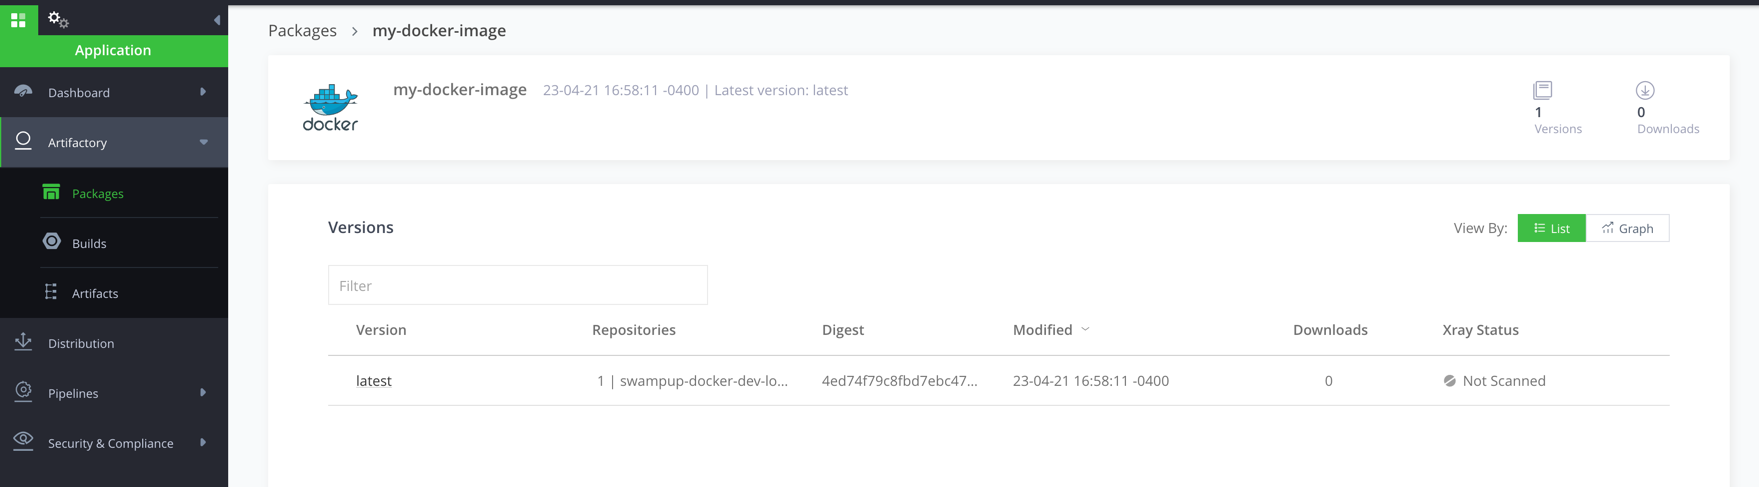 Application
Dashboard
Artifactory
Packages
Builds
Artifacts
Distribution
Pipelines
Security & Compliance
Packages > my-docker-image
docker
my-docker-image 23-04-21 16:58:11 -0400 | Latest version: latest
1
Versions
0
Downloads
Versions
View By: List Graph
Filter
Version Repositories Digest Modified Downloads Xray Status
latest 1 | swampup-docker-dev-lo... 4ed74f79c8fbd7ebc47... 23-04-21 16:58:11 -0400 0 Not Scanned